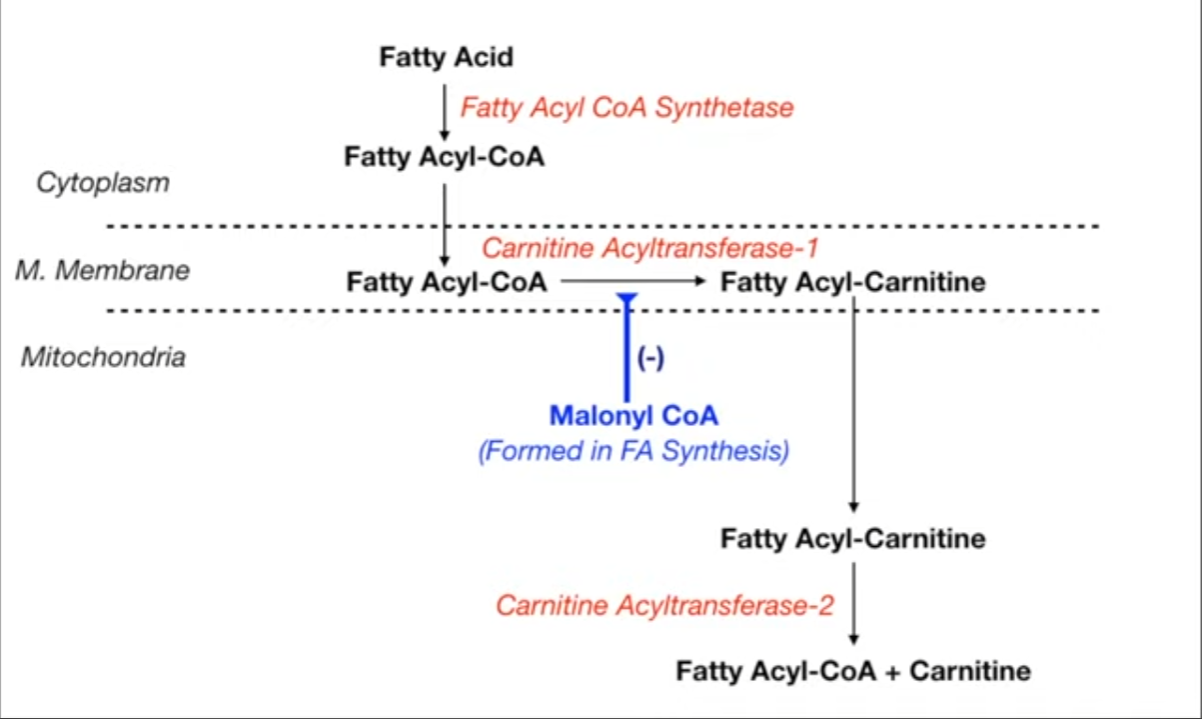 Fatty Acid
Fatty Acyl CoA Synthetase
Fatty Acyl-CoA
Cytoplasm
Carnitine Acyltransferase-1
M. Membrane
Fatty Acyl-CoA
Fatty Acyl-Carnitine
Mitochondria
(-)
Malonyl CoA
(Formed in FA Synthesis)
Fatty Acyl-Carnitine
Carnitine Acyltransferase-2
Fatty Acyl-CoA + Carnitine